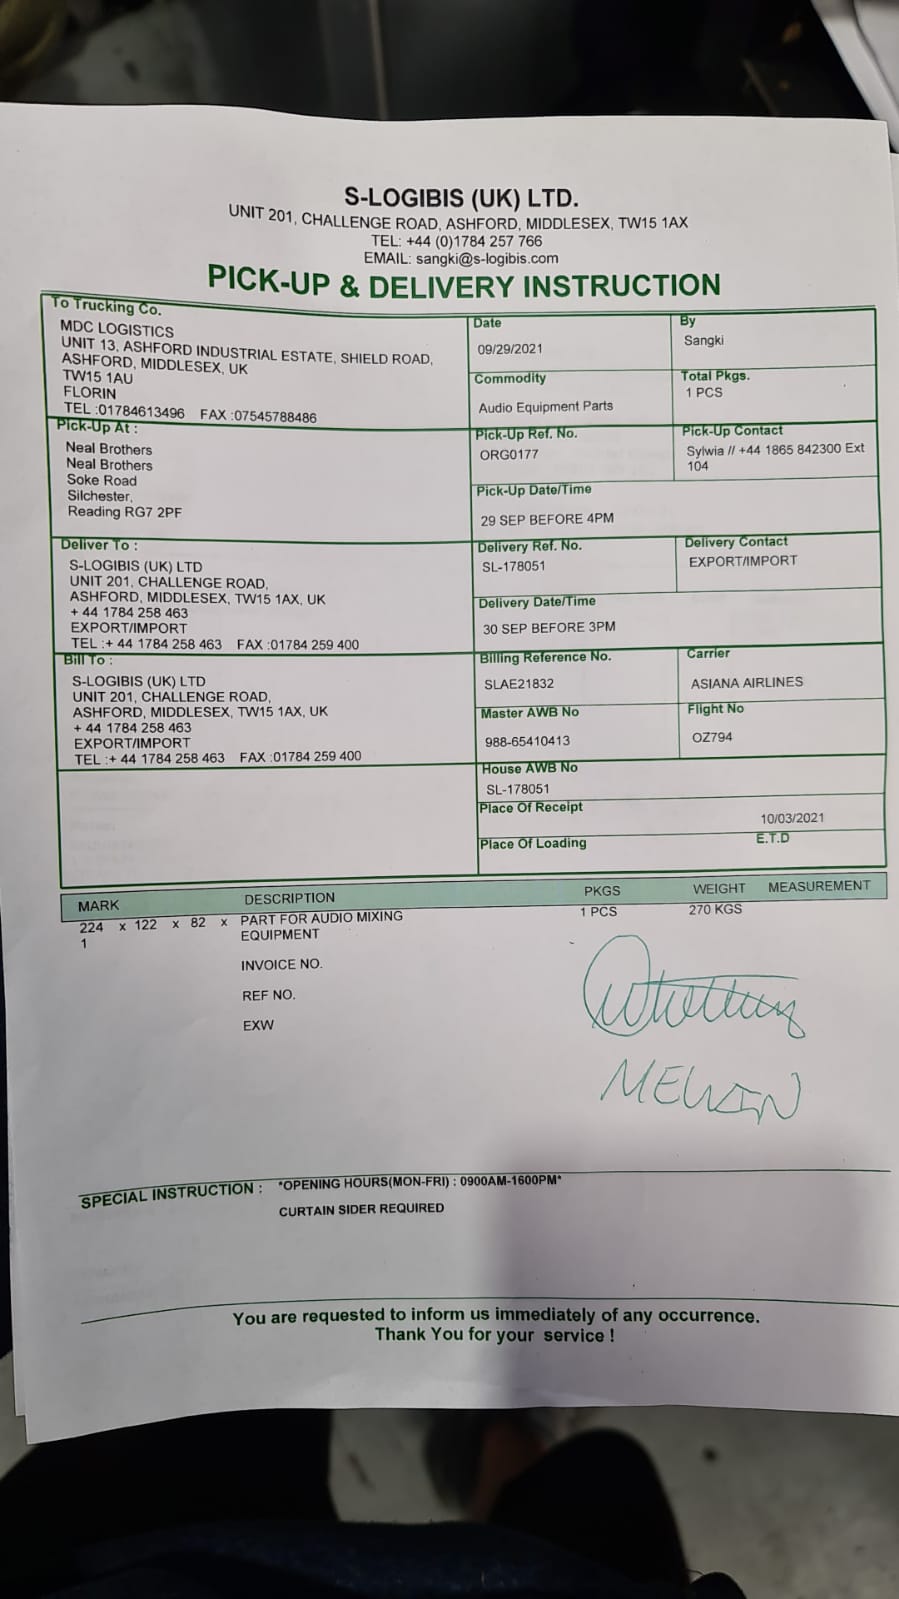 S-LOGIBIS (UK) LTD.
UNIT 201, CHALLENGE ROAD, ASHFORD, MIDDLESEX, TW15 1AX
TEL: +44 (0)1784 257 766
EMAIL: sangki@s-logibis.com
PICK-UP & DELIVERY INSTRUCTION
To Trucking Co.
MDC LOGISTICS
UNIT 13, ASHFORD INDUSTRIAL ESTATE, SHIELD ROAD,
ASHFORD, MIDDLESEX, UK
TW15 1AU
FLORIN
TEL :01784613496 FAX :07545788486
Date
09/29/2021
By
Sangki
Commodity
Audio Equipment Parts
Total Pkgs.
1 PCS
Pick-Up At :
Neal Brothers
Neal Brothers
Soke Road
Silchester,
Reading RG7 2PF
Pick-Up Ref. No.
ORG0177
Pick-Up Contact
Sylwia // +44 1865 842300 Ext
104
Pick-Up Date/Time
29 SEP BEFORE 4PM
Deliver To :
S-LOGIBIS (UK) LTD
UNIT 201, CHALLENGE ROAD,
ASHFORD, MIDDLESEX, TW15 1AX, UK
+ 44 1784 258 463
EXPORT/IMPORT
TEL :+ 44 1784 258 463 FAX :01784 259 400
Delivery Ref. No.
SL-178051
Delivery Contact
EXPORT/IMPORT
Delivery Date/Time
30 SEP BEFORE 3PM
Bill To :
S-LOGIBIS (UK) LTD
UNIT 201, CHALLENGE ROAD,
ASHFORD, MIDDLESEX, TW15 1AX, UK
+ 44 1784 258 463
EXPORT/IMPORT
TEL :+ 44 1784 258 463 FAX :01784 259 400
Billing Reference No.
SLAE21832
Carrier
ASIANA AIRLINES
Master AWB No
988-65410413
Flight No
OZ794
House AWB No
SL-178051
Place Of Receipt
10/03/2021
Place Of Loading
E.T.D
MARK DESCRIPTION PKGS WEIGHT MEASUREMENT
224 x 122 x 82 x PART FOR AUDIO MIXING 1 PCS 270 KGS
1 EQUIPMENT
INVOICE NO.
REF NO.
EXW
SPECIAL INSTRUCTION : *OPENING HOURS(MON-FRI) : 0900AM-1600PM*
CURTAIN SIDER REQUIRED
You are requested to inform us immediately of any occurrence.
Thank You for your service !